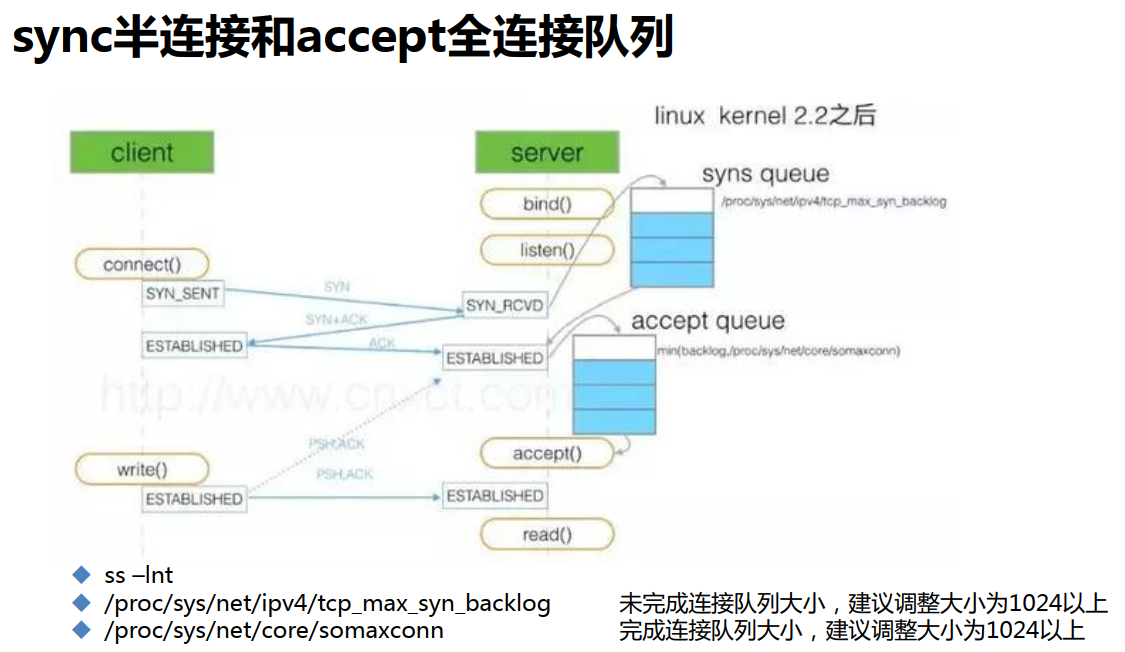 sync半连接和accept全连接队列
linux kernel 2.2之后
client
server
syns queue
/proc/sys/net/ipv4/tcp_max_syn_backlog
bind()
listen()
connect()
SYN_SENT
SYN
SYN_RCVD
SYN+ACK
accept queue
ESTABLISHED
ACK
ESTABLISHED
min(backlog,/proc/sys/net/core/somaxconn)
http://www.cnxct.com
PSH,ACK
accept()
write()
PSH,ACK
ESTABLISHED
ESTABLISHED
read()
ss –lnt
/proc/sys/net/ipv4/tcp_max_syn_backlog 未完成连接队列大小，建议调整大小为1024以上
/proc/sys/net/core/somaxconn 完成连接队列大小，建议调整大小为1024以上